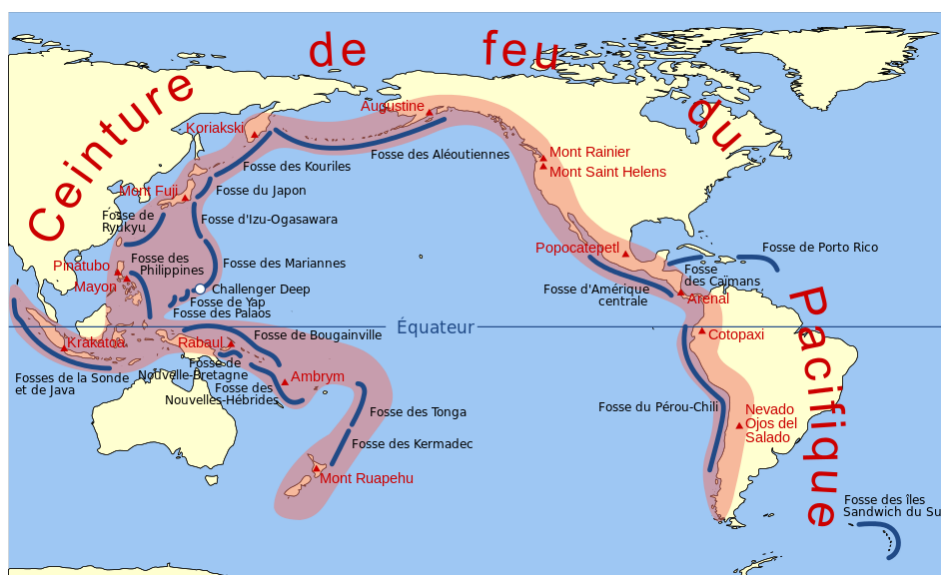 Ceinture de feu du Pacifique
Augustine
Koriakski
Fosse des Aléoutiennes
Mont Rainier
Mont Saint Helens
Fosse des Kouriles
Mont Fuji
Fosse du Japon
Fosse de
Ryukyu
Fosse d'Izu-Ogasawara
Popocatepetl
Fosse de Porto Rico
Fosse des
Philippines
Pinatubo
Mayon
Fosse des Mariannes
Fosse
des Caïmans
Challenger Deep
Fosse de Yap
Fosse des Palaos
Fosse d'Amérique
centrale
Arenal
Équateur
Krakatoa
Rabaul
Fosse de Bougainville
Cotopaxi
Fosse de
Nouvelle-Bretagne
Fosses de la Sonde
et de Java
Fosse des
Nouvelles-Hébrides
Ambrym
Fosse des Tonga
Fosse du Pérou-Chili
Nevado
Ojos del
Salado
Fosse des Kermadec
Mont Ruapehu
Fosse des îles
Sandwich du Su